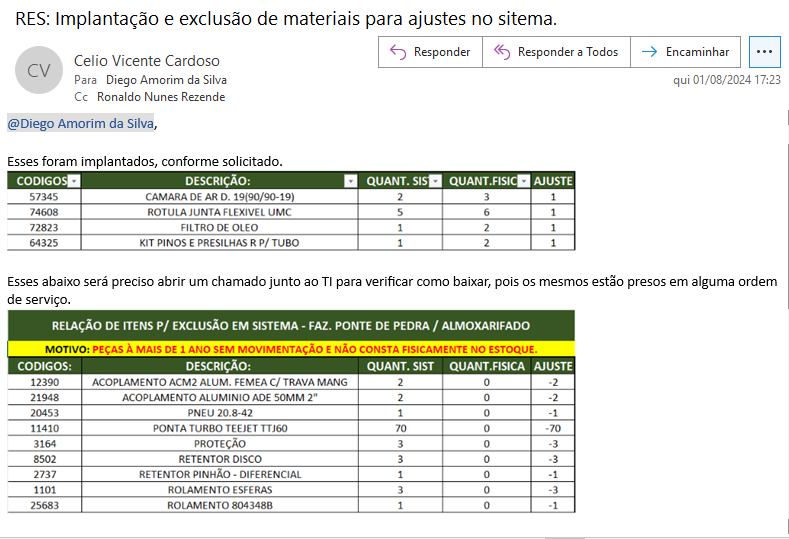 RES: Implantação e exclusão de materiais para ajustes no sitema.
CV
Celio Vicente Cardoso
Para Diego Amorim da Silva
Cc Ronaldo Nunes Rezende
Responder
Responder a Todos
Encaminhar
...
qui 01/08/2024 17:23
@Diego Amorim da Silva,
Esses foram implantados, conforme solicitado.
CODIGOS DESCRIÇÃO: QUANT. SIST QUANT.FISIC AJUSTE
57345 CAMARA DE AR D. 19(90/90-19) 2 3 1
74608 ROTULA JUNTA FLEXIVEL UMC 5 6 1
72823 FILTRO DE OLEO 1 2 1
64325 KIT PINOS E PRESILHAS R P/ TUBO 1 2 1
Esses abaixo será preciso abrir um chamado junto ao TI para verificar como baixar, pois os mesmos estão presos em alguma ordem
de serviço.
RELAÇÃO DE ITENS P/ EXCLUSÃO EM SISTEMA - FAZ. PONTE DE PEDRA / ALMOXARIFADO
MOTIVO: PEÇAS À MAIS DE 1 ANO SEM MOVIMENTAÇÃO E NÃO CONSTA FISICAMENTE NO ESTOQUE.
CODIGOS: DESCRIÇÃO: QUANT. SIST QUANT.FISICA AJUSTE
12390 ACOPLAMENTO ACM2 ALUM. FEMEA C/ TRAVA MANG 2 0 -2
21948 ACOPLAMENTO ALUMINIO ADE 50MM 2" 2 0 -2
20453 PNEU 20.8-42 1 0 -1
11410 PONTA TURBO TEEJET TTJ60 70 0 -70
3164 PROTEÇÃO 3 0 -3
8502 RETENTOR DISCO 3 0 -3
2737 RETENTOR PINHÃO - DIFERENCIAL 1 0 -1
1101 ROLAMENTO ESFERAS 3 0 -3
25683 ROLAMENTO 804348B 1 0 -1